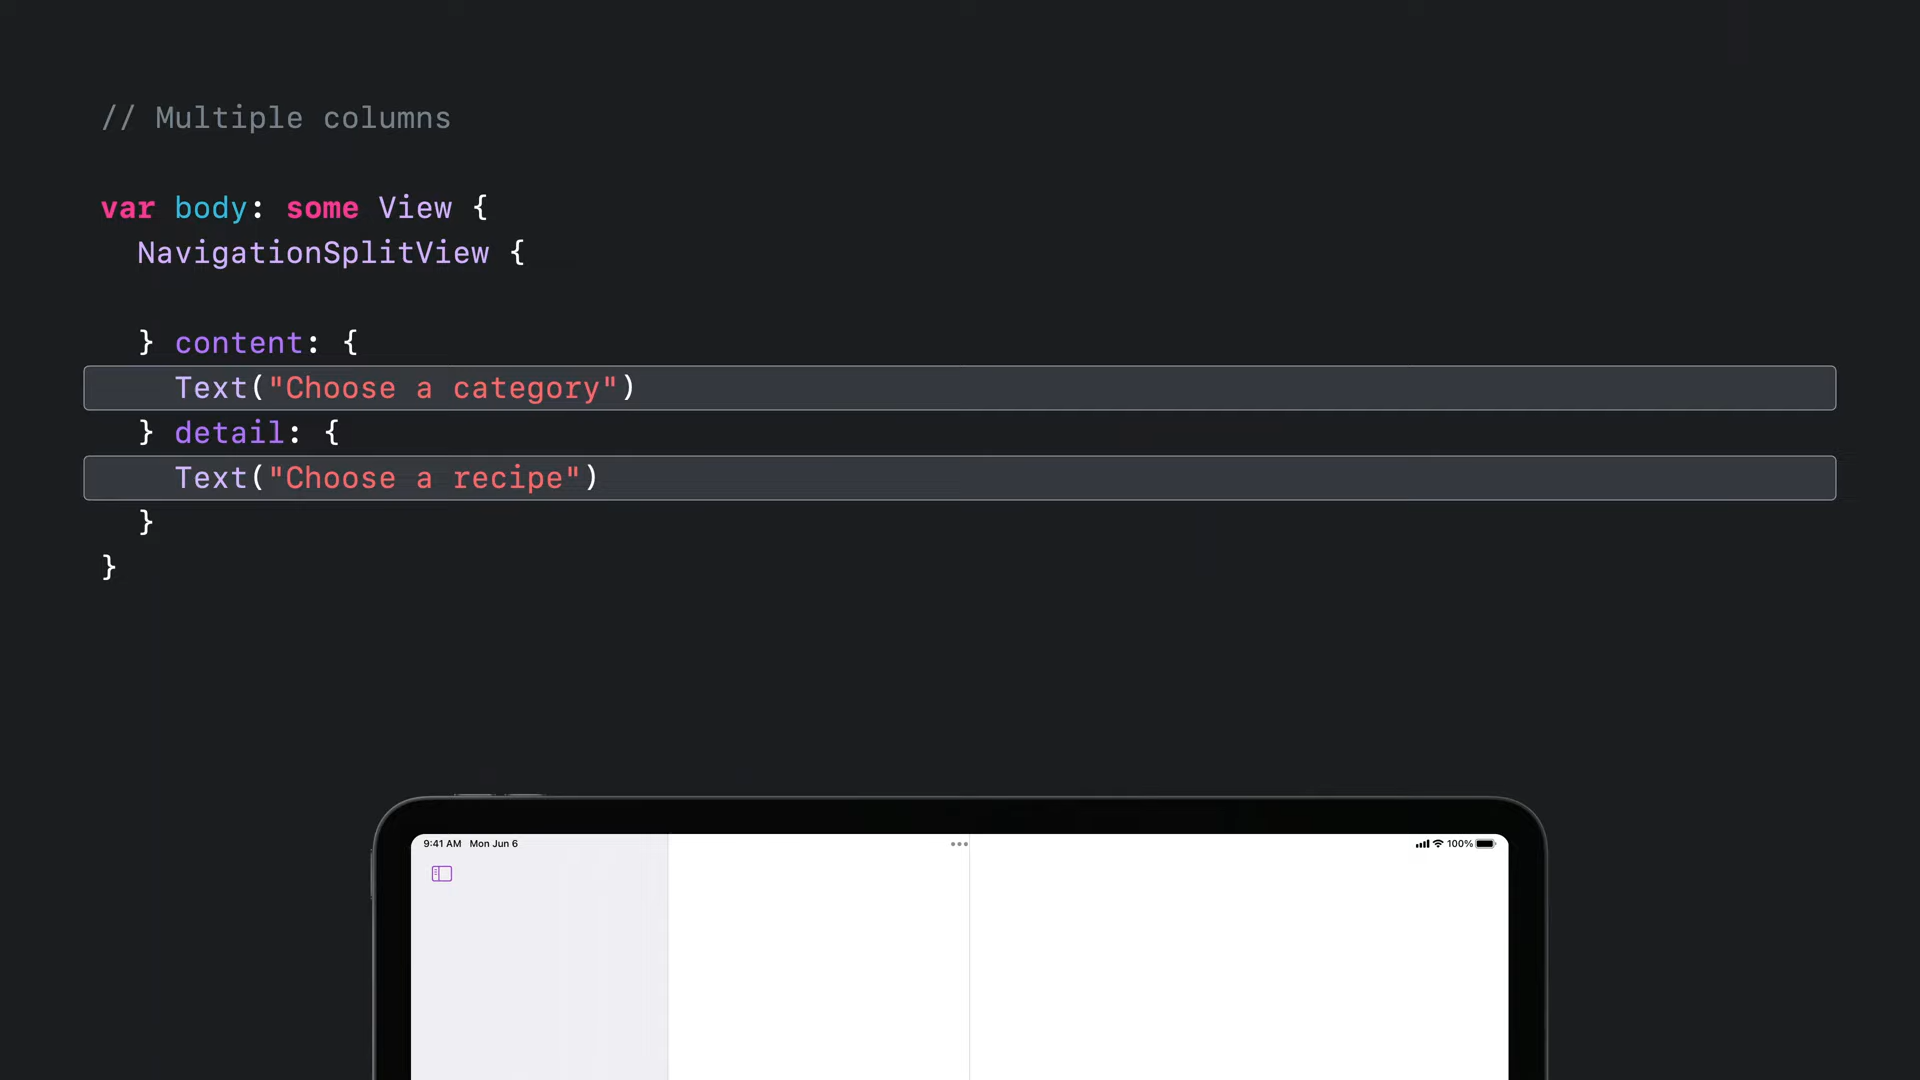 // Multiple columns
var body: some View {
  NavigationSplitView {
  } content: {
    Text("Choose a category")
  } detail: {
    Text("Choose a recipe")
  }
}
9:41 AM Mon Jun 6
100%